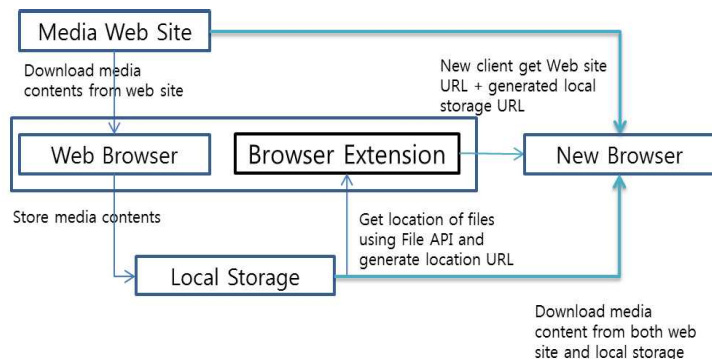 Media Web Site
Download media
contents from web site
New client get Web site
URL + generated local
storage URL
Web Browser
Browser Extension
New Browser
Store media contents
Get location of files
using File API and
generate location URL
Local Storage
Download media
content from both web
site and local storage